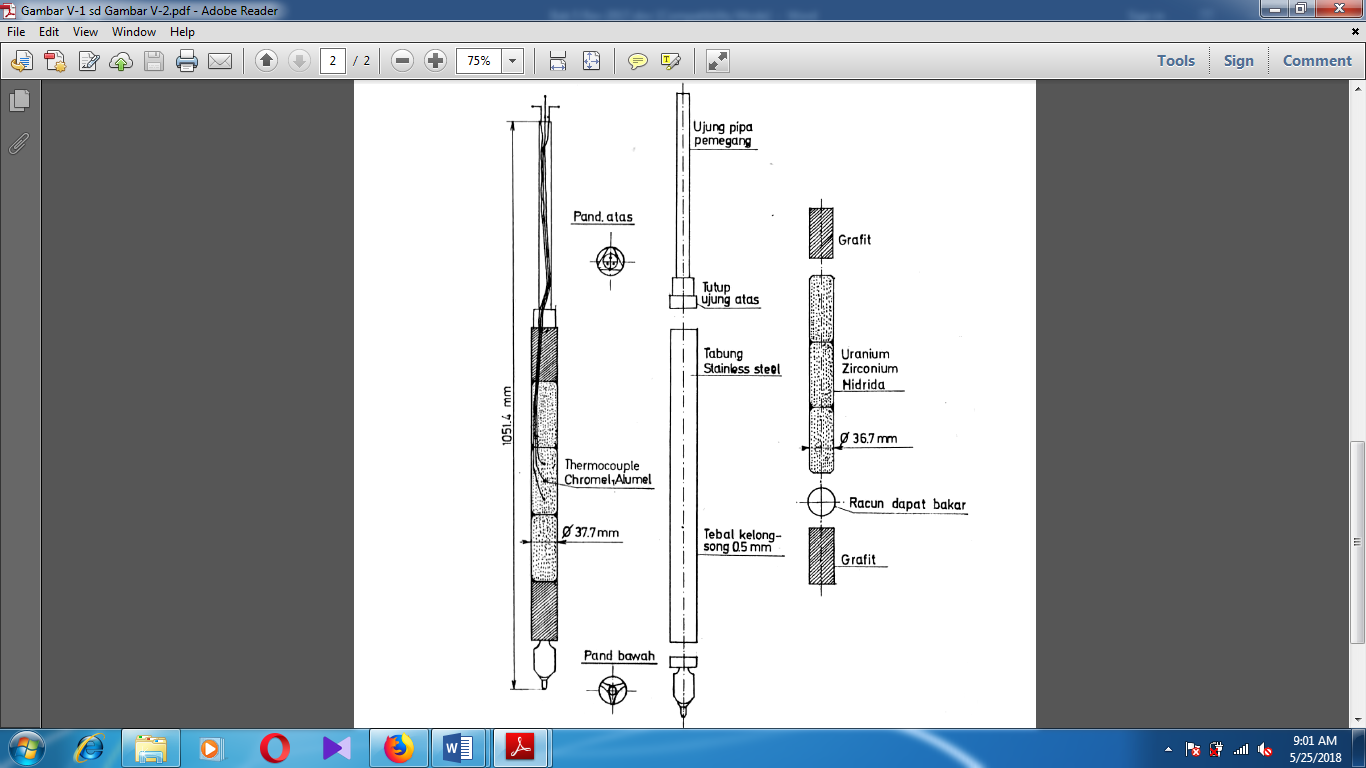 Gambar V-1 sd Gambar V-2.pdf - Adobe Reader
File Edit View Window Help
2 / 2 75% Tools Sign Comment
Ujung pipa
pemegang
Pand. atas
Grafit
Tutup
ujung atas
1051.4 mm
Tabung
Stainless steel
Uranium
Zirconium
Hidrida
Ø 36.7 mm
Thermocouple
Chromel, Alumel
Racun dapat bakar
Ø 37.7 mm
Tebal kelong-
song 0.5 mm
Grafit
Pand bawah
9:01 AM
5/25/2018